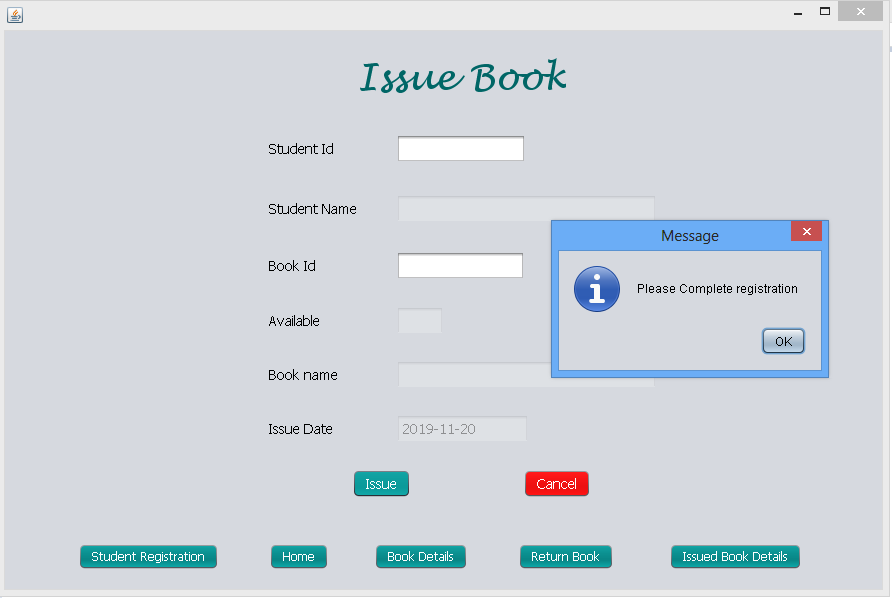 Issue Book
Student Id
Student Name
Message
Book Id
Please Complete registration
Available
OK
Book name
Issue Date
2019-11-20
Issue
Cancel
Student Registration
Home
Book Details
Return Book
Issued Book Details